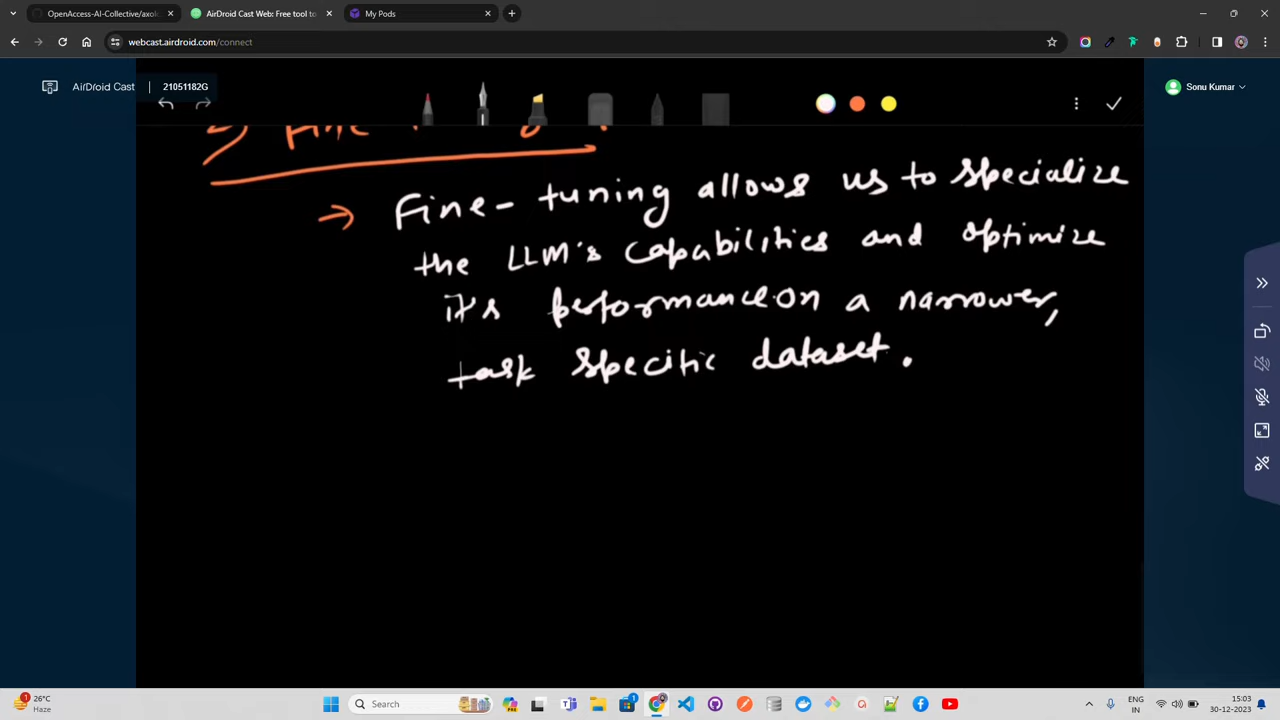 OpenAccess-AI-Collective/axolo
AirDroid Cast Web: Free tool to
My Pods
webcast.airdroid.com/connect
AirDroid Cast
21051182G
Sonu Kumar
→ Fine-tuning allows us to specialize
the LLM's capabilities and optimize
it's performance on a narrower,
task specific dataset.
1
26°C
Haze
Search
1
ENG
IN
15:03
30-12-2023